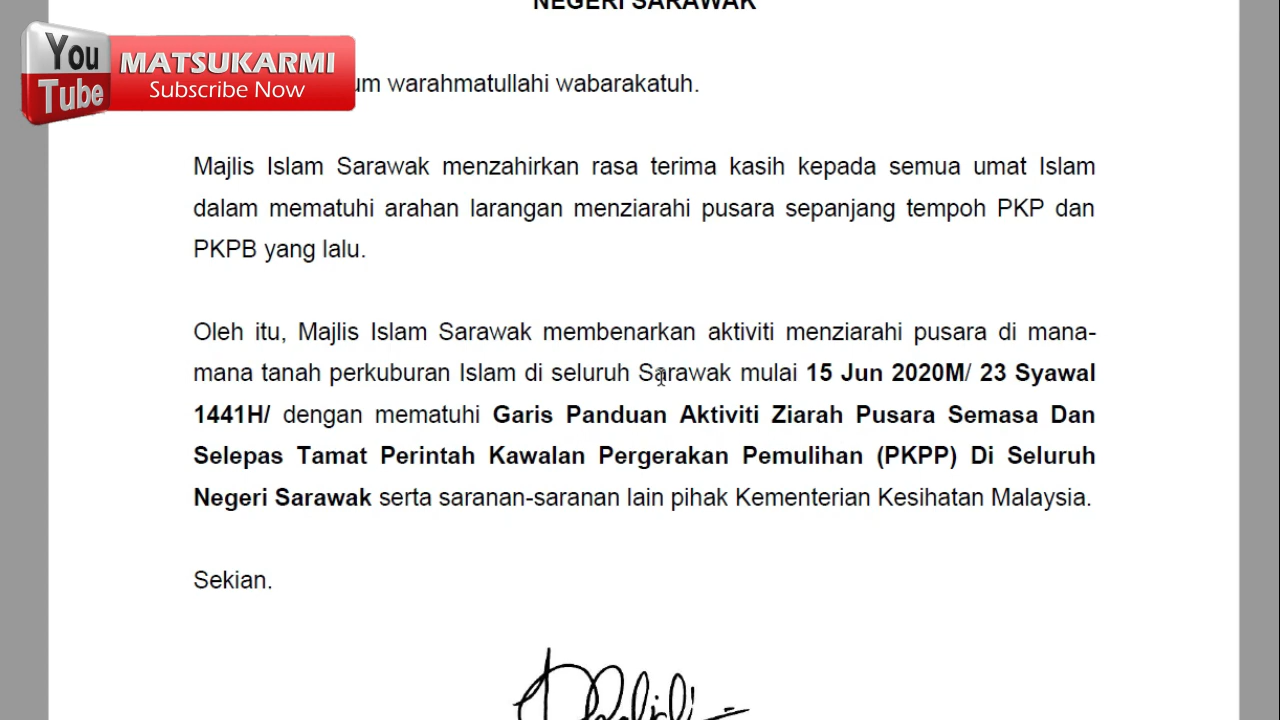 NEGERI SARAWAK
You
Tube
MATSUKARMI
Subscribe Now
um warahmatullahi wabarakatuh.
Majlis Islam Sarawak menzahirkan rasa terima kasih kepada semua umat Islam
dalam mematuhi arahan larangan menziarahi pusara sepanjang tempoh PKP dan
PKPB yang lalu.
Oleh itu, Majlis Islam Sarawak membenarkan aktiviti menziarahi pusara di mana-
mana tanah perkuburan Islam di seluruh Sarawak mulai 15 Jun 2020M/ 23 Syawal
1441H/ dengan mematuhi Garis Panduan Aktiviti Ziarah Pusara Semasa Dan
Selepas Tamat Perintah Kawalan Pergerakan Pemulihan (PKPP) Di Seluruh
Negeri Sarawak serta saranan-saranan lain pihak Kementerian Kesihatan Malaysia.
Sekian.